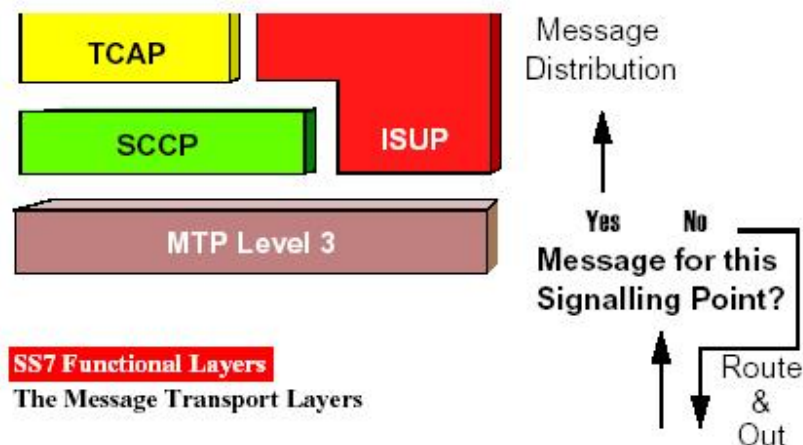 TCAP
SCCP
ISUP
MTP Level 3
SS7 Functional Layers
The Message Transport Layers
Message
Distribution
Yes No
Message for this
Signalling Point?
Route
&
Out